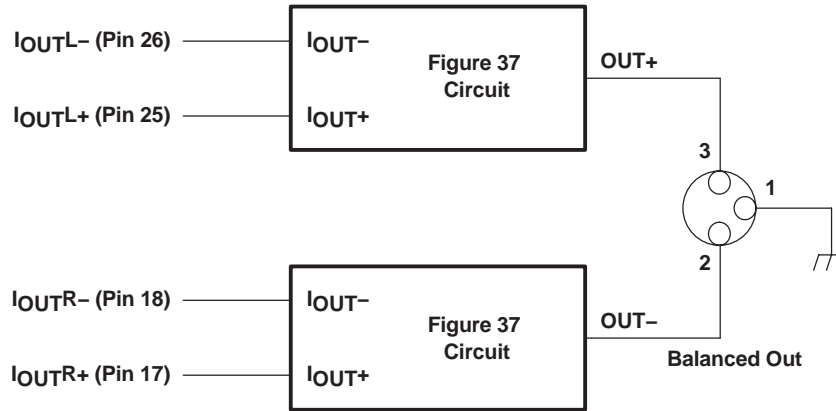 IOUTL− (Pin 26)
IOUT−
Figure 37
Circuit
OUT+
IOUTL+ (Pin 25)
IOUT+
3
1
2
IOUTR− (Pin 18)
IOUT−
Figure 37
Circuit
OUT−
Balanced Out
IOUTR+ (Pin 17)
IOUT+